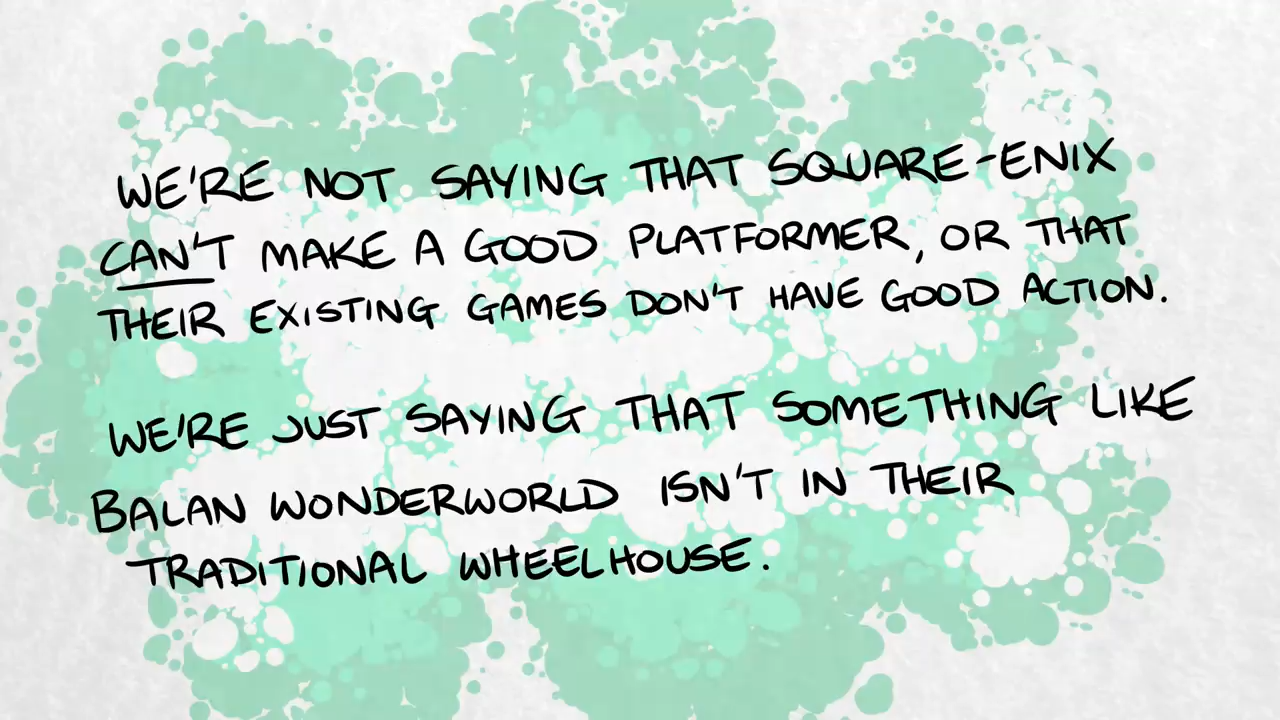 WE'RE NOT SAYING THAT SQUARE-ENIX
CAN'T MAKE A GOOD PLATFORMER, OR THAT
THEIR EXISTING GAMES DON'T HAVE GOOD ACTION.
WE'RE JUST SAYING THAT SOMETHING LIKE
BALAN WONDERWORLD ISN'T IN THEIR
TRADITIONAL WHEELHOUSE.